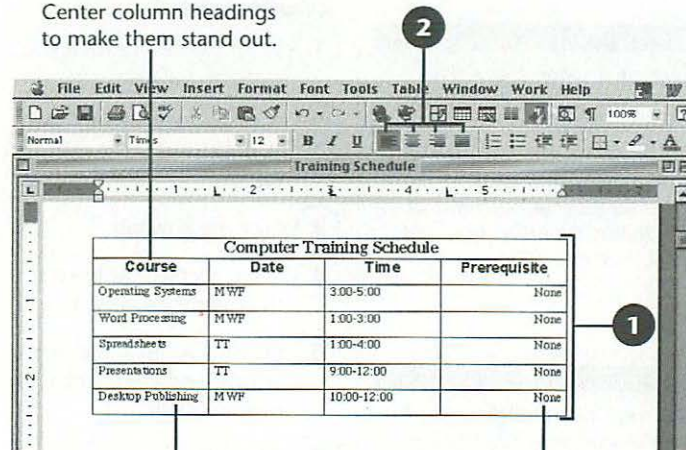 Center column headings
to make them stand out.
2
File Edit View Insert Format Font Tools Table Window Work Help
100%
Normal Times 12 B I U A
Training Schedule
1 2 3 4 5 7
Computer Training Schedule
Course Date Time Prerequisite
Operating Systems MWF 3:00-5:00 None
Word Processing MWF 1:00-3:00 None
1
Spreadsheets TT 1:00-4:00 None
Presentations TT 9:00-12:00 None
2
Desktop Publishing MWF 10:00-12:00 None